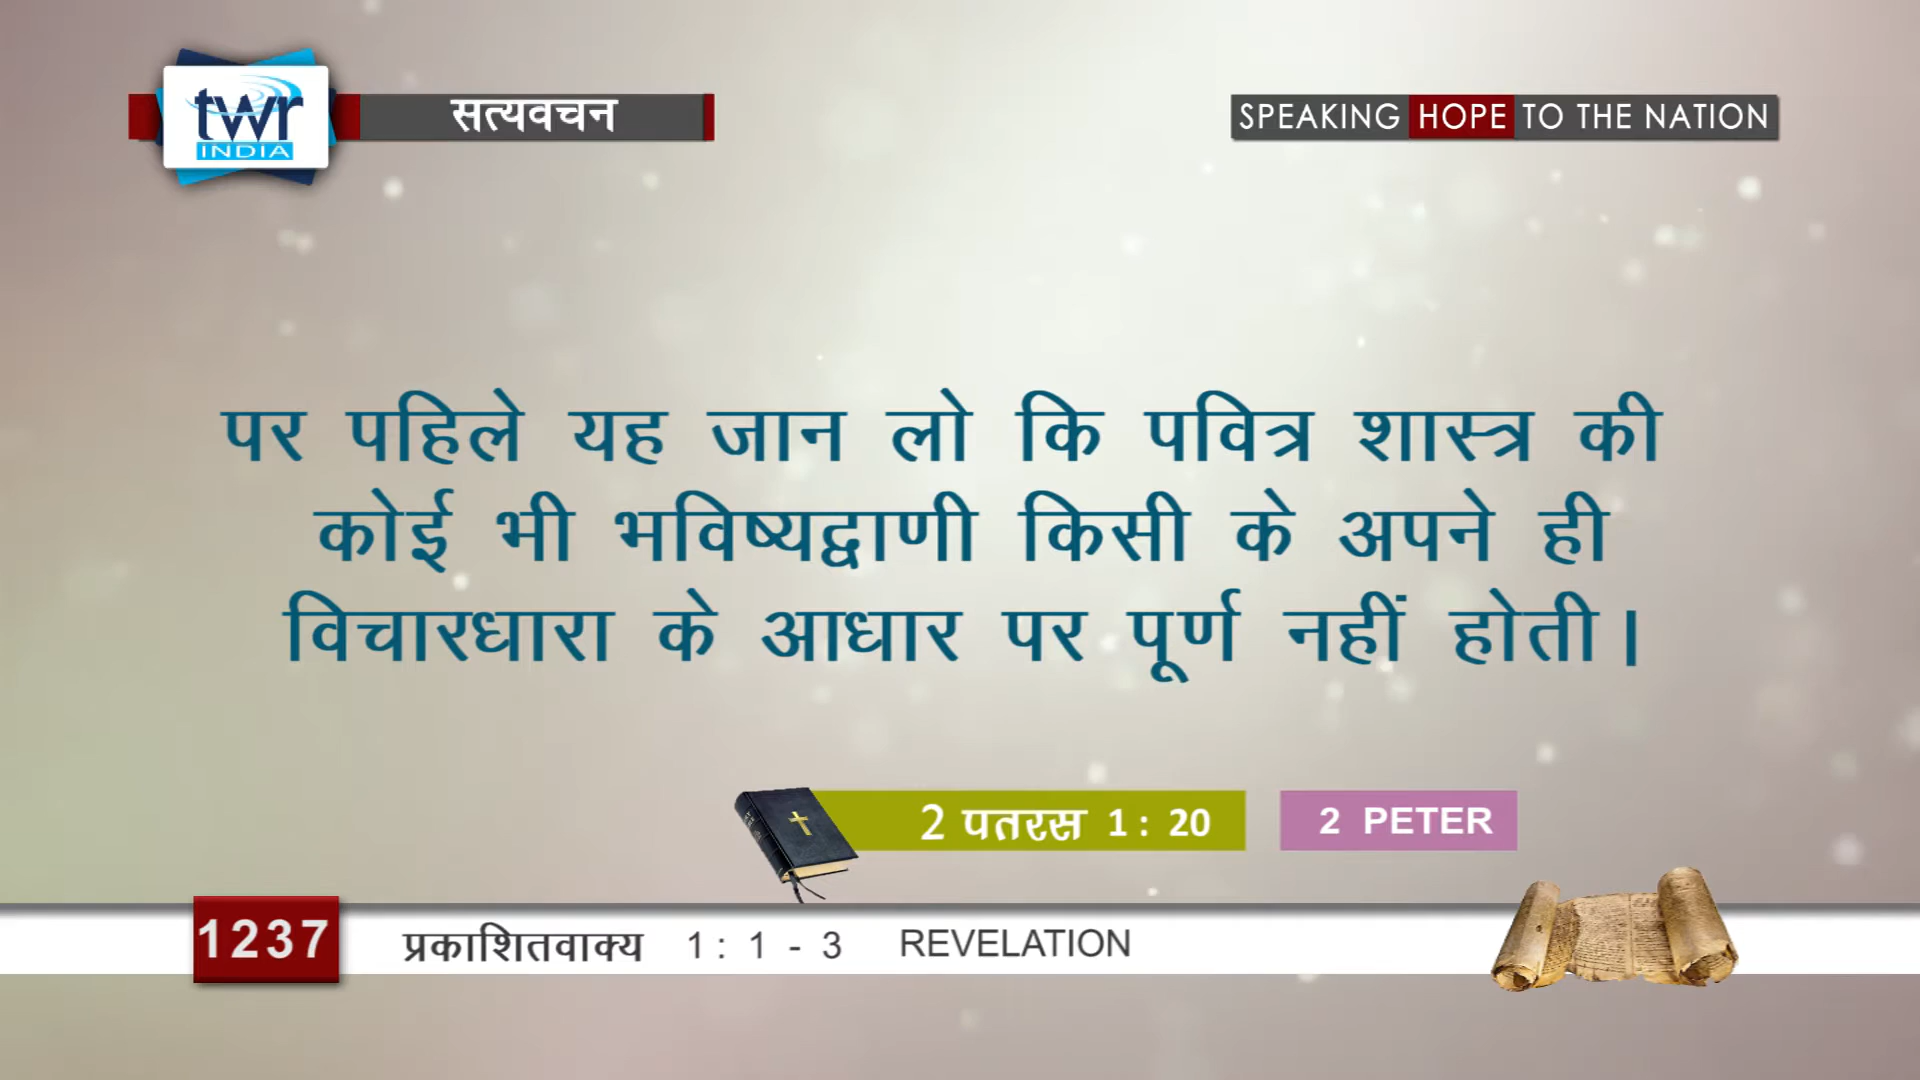 twr
INDIA
सत्यवचन
SPEAKING HOPE TO THE NATION
पर पहिले यह जान लो कि पवित्र शास्त्र की
कोई भी भविष्यद्वाणी किसी के अपने ही
विचारधारा के आधार पर पूर्ण नहीं होती।
2 पतरस 1 : 20
2 PETER
1237
प्रकाशितवाक्य 1 : 1 - 3 REVELATION